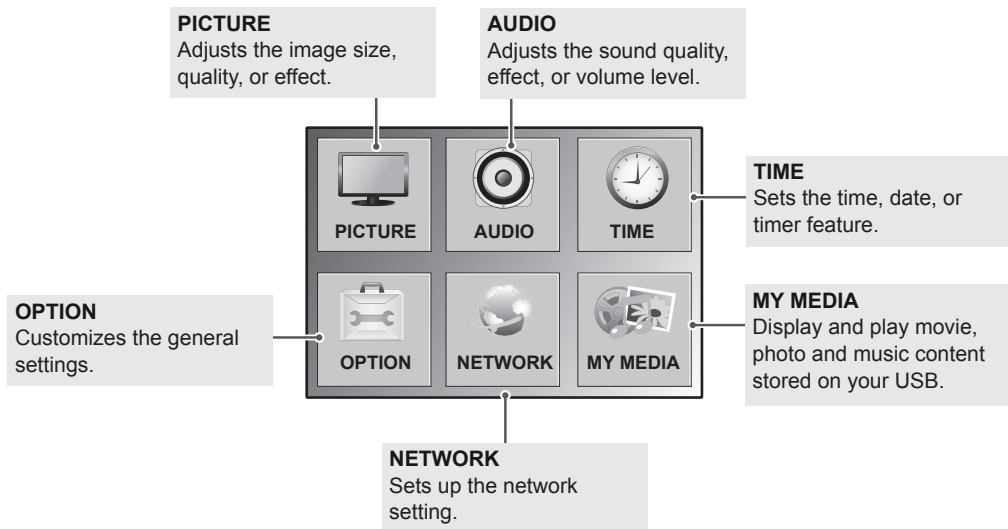 PICTURE
Adjusts the image size,
quality, or effect.
AUDIO
Adjusts the sound quality,
effect, or volume level.
PICTURE
AUDIO
TIME
TIME
Sets the time, date, or
timer feature.
OPTION
Customizes the general
settings.
OPTION
NETWORK
MY MEDIA
MY MEDIA
Display and play movie,
photo and music content
stored on your USB.
NETWORK
Sets up the network
setting.